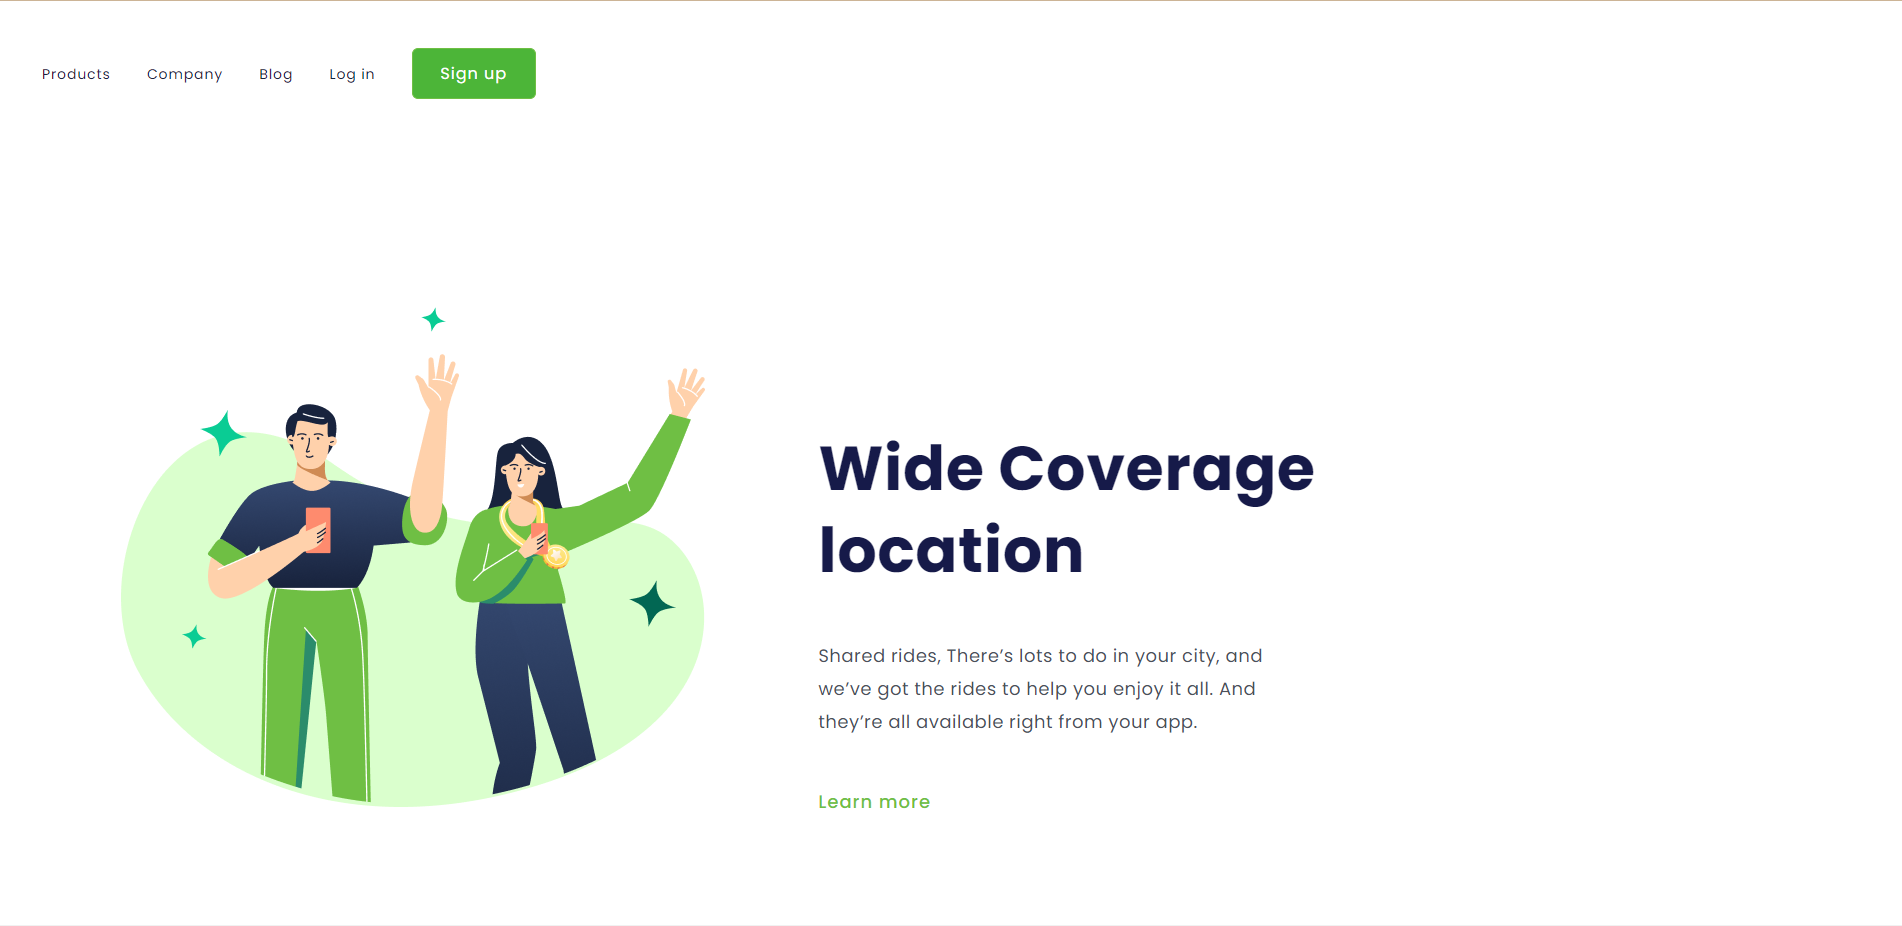 Products Company Blog Log in Sign up
Wide Coverage
location
Shared rides, There’s lots to do in your city, and
we’ve got the rides to help you enjoy it all. And
they’re all available right from your app.
Learn more